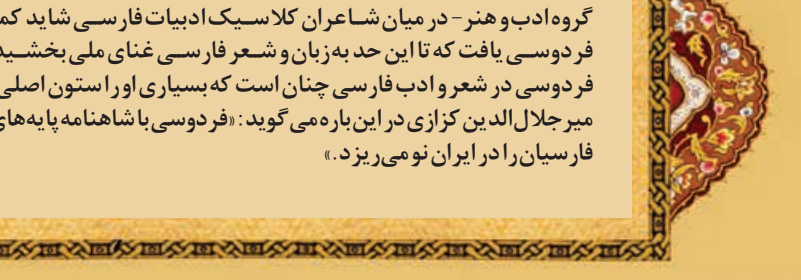 گروه ادب و هنر - در میان شاعران کلاسیک ادبیات فارسی شاید کم
فردوسی یافت که تا این حد به زبان و شعر فارسی غنای ملی بخشید
فردوسی در شعر و ادب فارسی چنان است که بسیاری او را ستون اصلی
میرجلال‌الدین کزازی در این باره می‌گوید: «فردوسی با شاهنامه پایه‌های
فارسیان را در ایران نو می‌ریزد.»